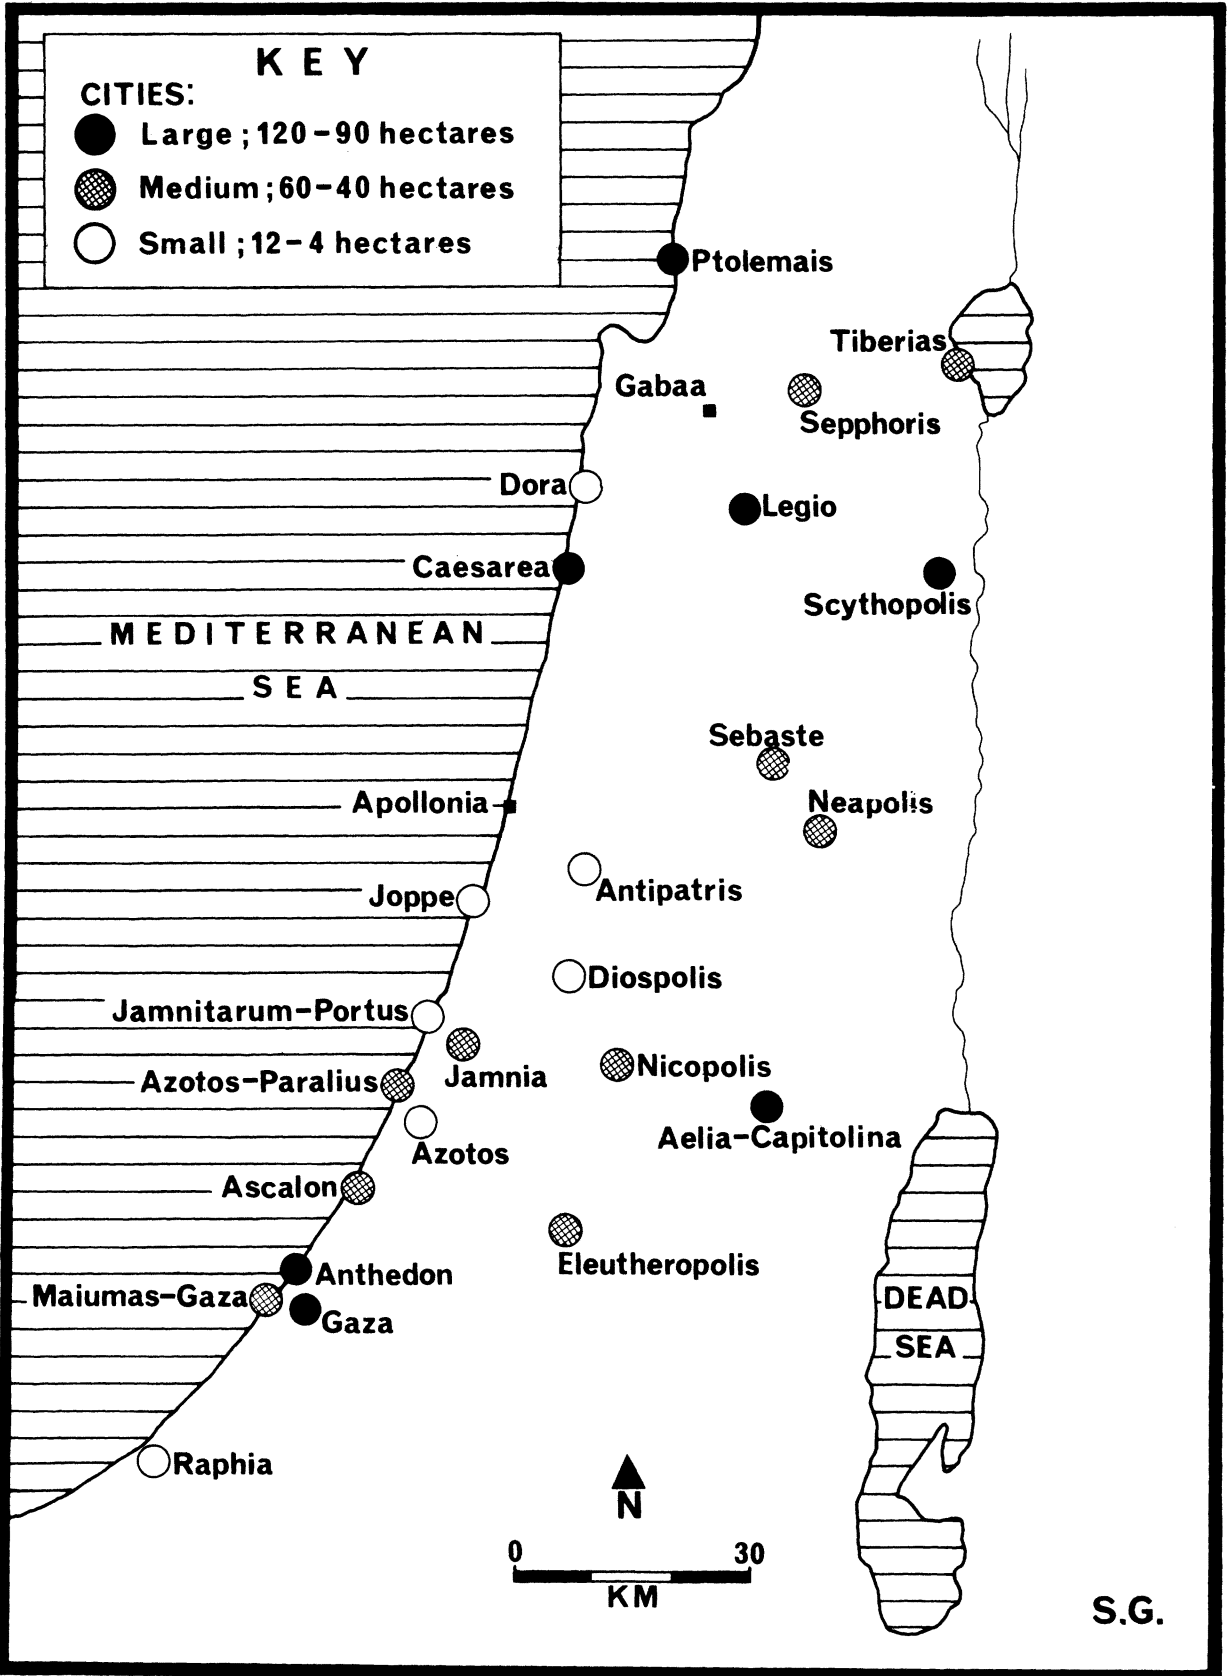 KEY
CITIES:
Large ; 120-90 hectares
Medium ; 60-40 hectares
Small ; 12-4 hectares
Ptolemais
Tiberias
Gabaa
Sepphoris
Dora
Legio
Caesarea
Scythopolis
MEDITERRANEAN
SEA
Sebaste
Apollonia
Neapolis
Antipatris
Joppe
Diospolis
Jamnitarum-Portus
Nicopolis
Jamnia
Azotos-Paralius
Aelia-Capitolina
Azotos
Ascalon
Eleutheropolis
Anthedon
Maiumas-Gaza
DEAD
Gaza
SEA
Raphia
N
0 30
KM
S.G.